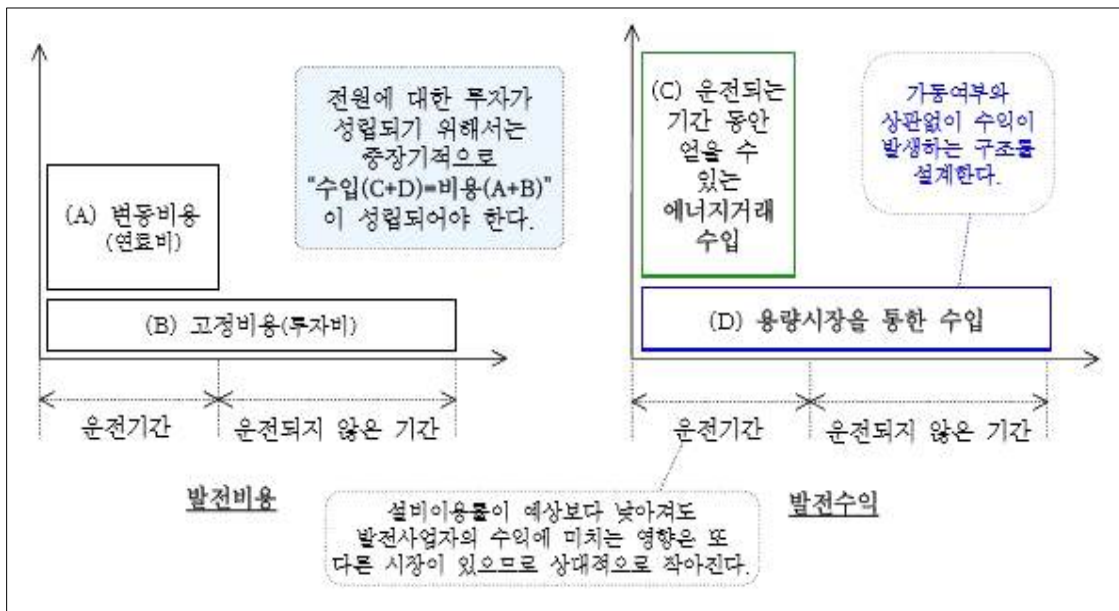 전원에 대한 투자가
성립되기 위해서는
중장기적으로
"수입(C+D)=비용(A+B)"
이 성립되어야 한다.
(A) 변동비용
(연료비)
(B) 고정비용(투자비)
운전기간
운전되지 않은 기간
발전비용
(C) 운전되는
기간 동안
얻을 수
있는
에너지거래
수입
가동여부와
상관없이 수익이
발생하는 구조를
설계한다.
(D) 용량시장을 통한 수입
운전기간
운전되지 않은 기간
발전수익
설비이용률이 예상보다 낮아져도
발전사업자의 수익에 미치는 영향은 또
다른 시장이 있으므로 상대적으로 작아진다.